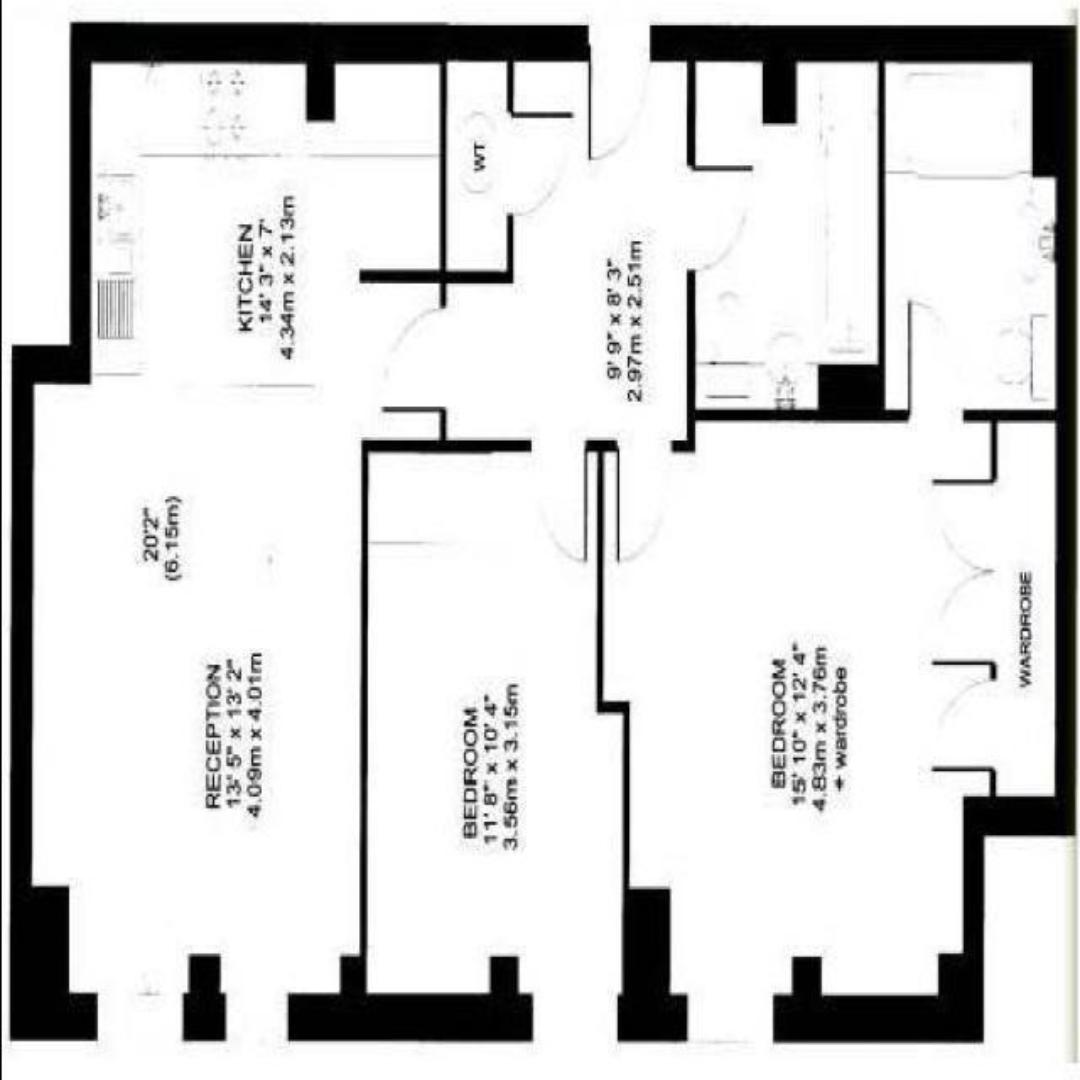 KITCHEN
14' 3" x 7'
4.34m x 2.13m
WT
9' 9" x 8' 3"
2.97m x 2.51m
20'2"
(6.15m)
RECEPTION
13' 5" x 13' 2"
4.09m x 4.01m
BEDROOM
11' 8" x 10' 4"
3.56m x 3.15m
BEDROOM
15' 10" x 12' 4"
4.83m x 3.76m
+ wardrobe
WARDROBE